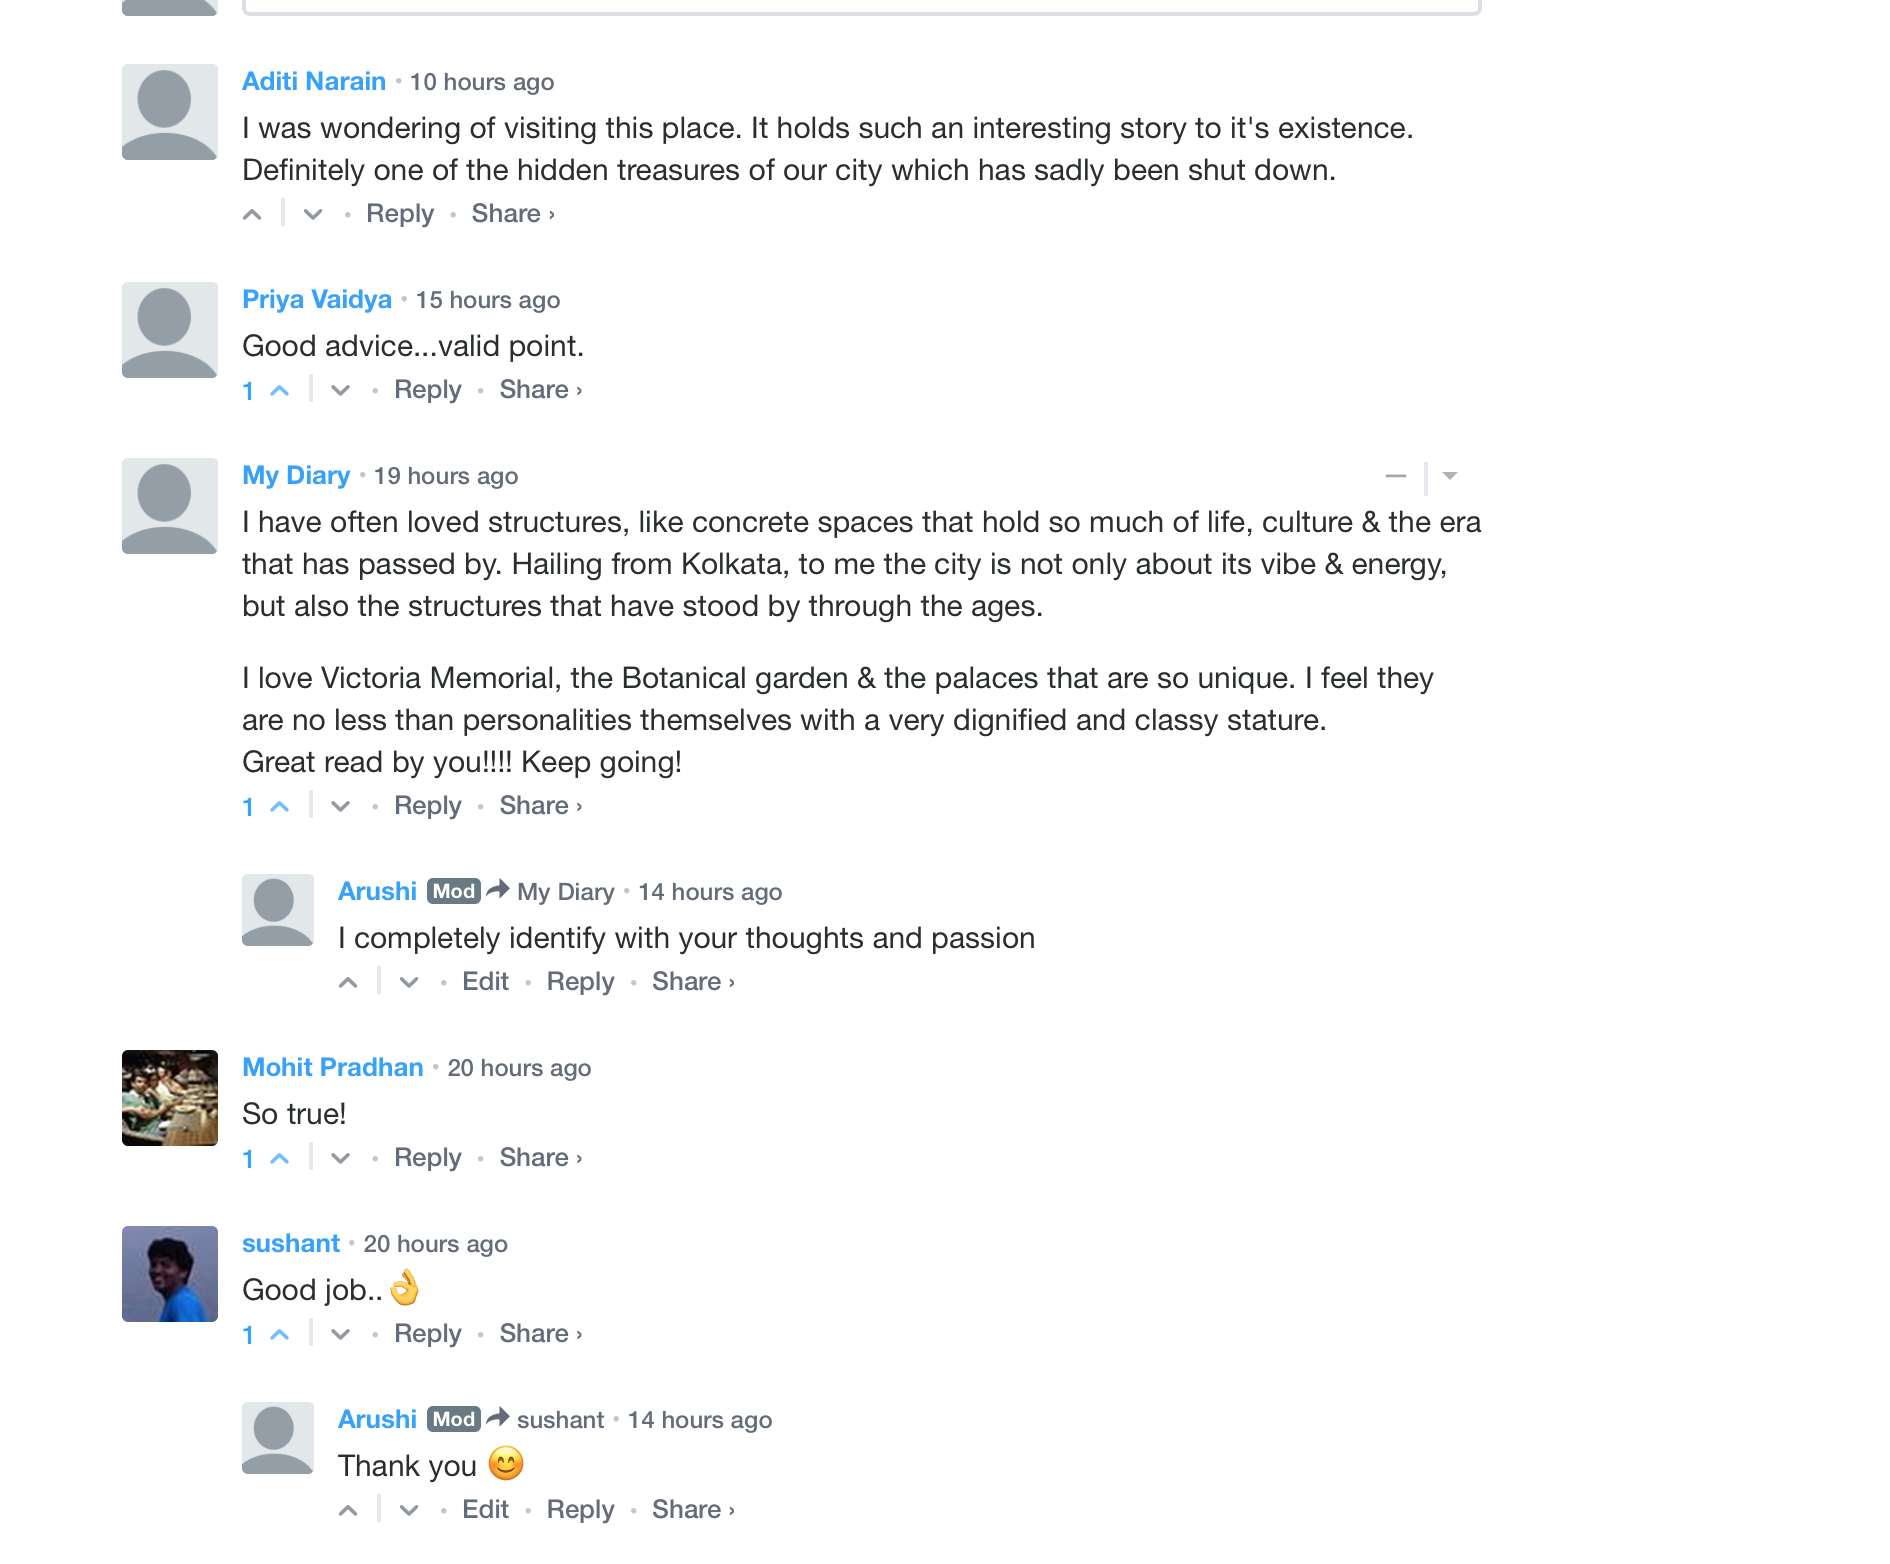 Aditi Narain • 10 hours ago
I was wondering of visiting this place. It holds such an interesting story to it's existence.
Definitely one of the hidden treasures of our city which has sadly been shut down.
• Reply • Share ›
Priya Vaidya • 15 hours ago
Good advice...valid point.
1 • Reply • Share ›
My Diary • 19 hours ago
I have often loved structures, like concrete spaces that hold so much of life, culture & the era
that has passed by. Hailing from Kolkata, to me the city is not only about its vibe & energy,
but also the structures that have stood by through the ages.
I love Victoria Memorial, the Botanical garden & the palaces that are so unique. I feel they
are no less than personalities themselves with a very dignified and classy stature.
Great read by you!!!! Keep going!
1 • Reply • Share ›
Arushi Mod My Diary • 14 hours ago
I completely identify with your thoughts and passion
• Edit • Reply • Share ›
Mohit Pradhan • 20 hours ago
So true!
1 • Reply • Share ›
sushant • 20 hours ago
Good job..👌
1 • Reply • Share ›
Arushi Mod sushant • 14 hours ago
Thank you 😊
• Edit • Reply • Share ›